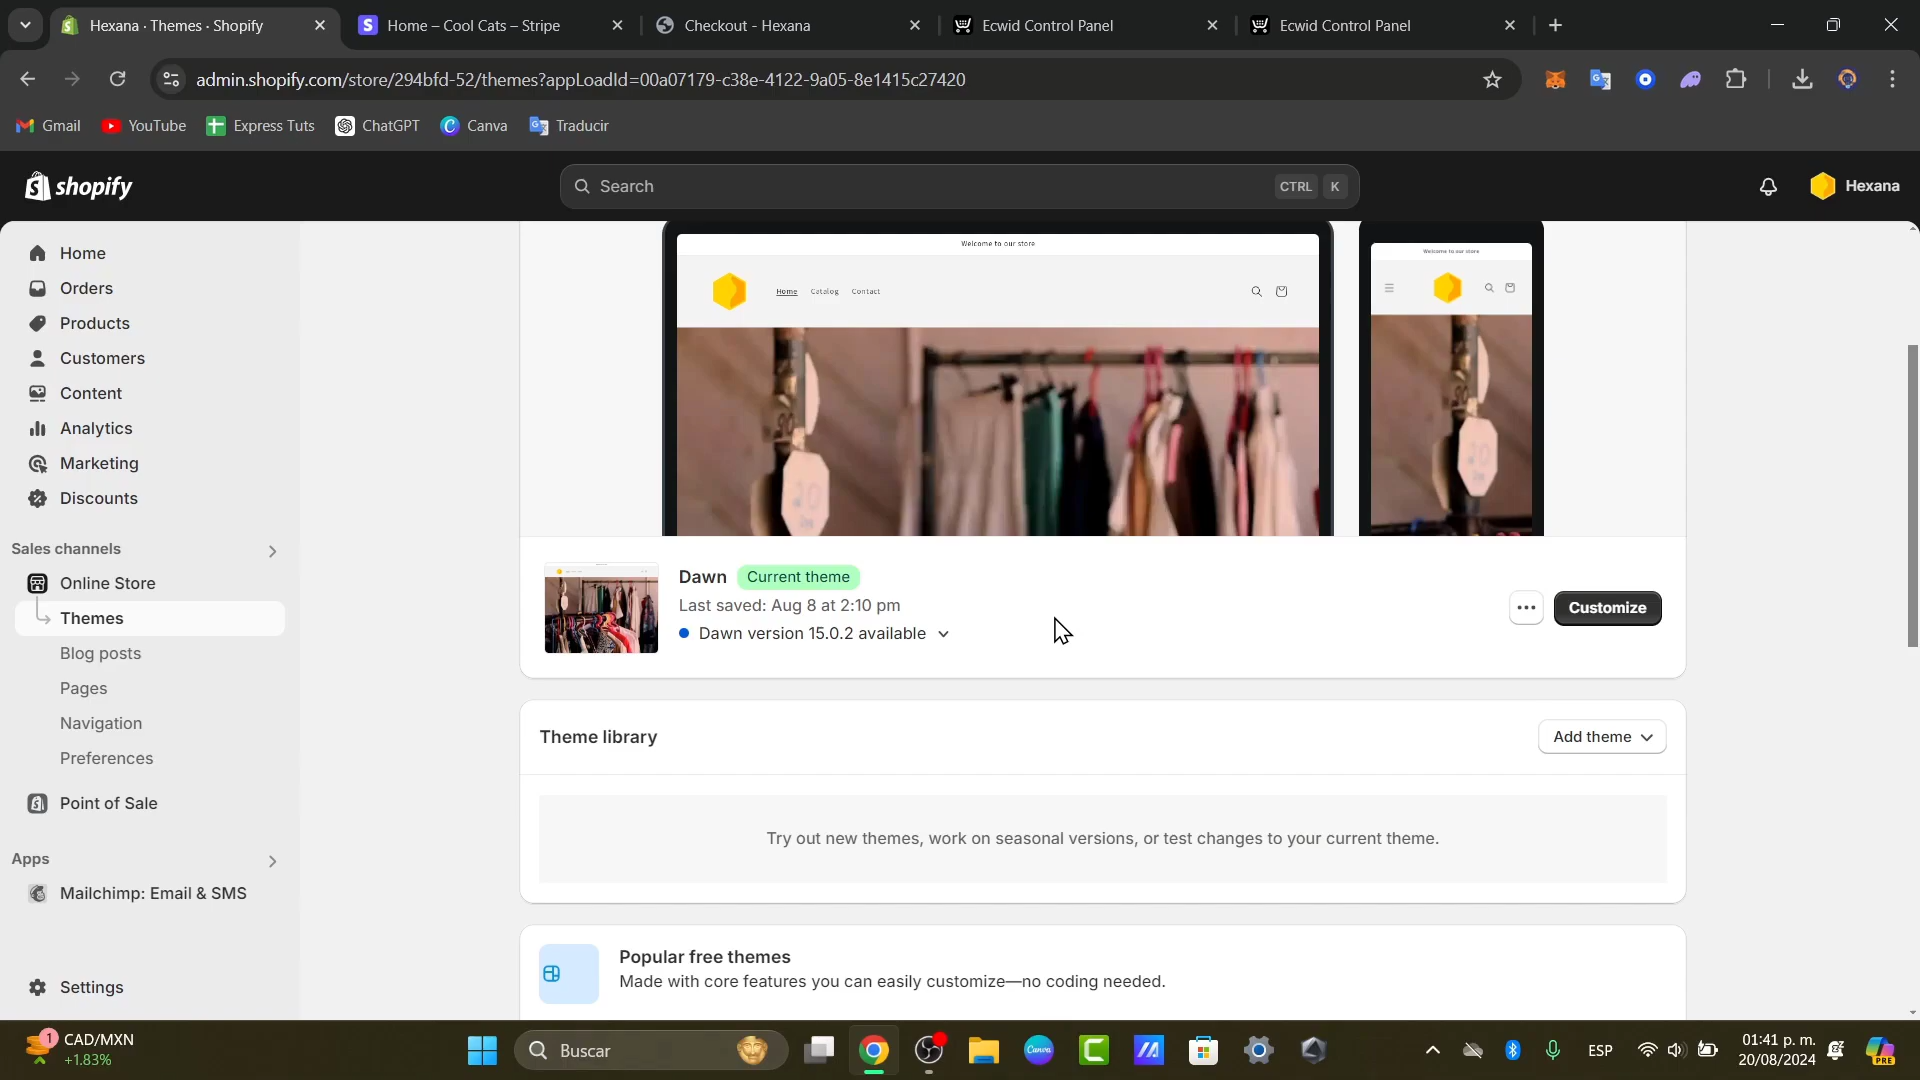 Hexana · Themes · Shopify
Home – Cool Cats – Stripe
Checkout - Hexana
Ecwid Control Panel
Ecwid Control Panel
admin.shopify.com/store/294bfd-52/themes?appLoadId=00a07179-c38e-4122-9a05-8e1415c27420
Gmail
YouTube
Express Tuts
ChatGPT
Canva
Traducir
shopify
Search
CTRL
K
Hexana
Home
Orders
Products
Customers
Content
Analytics
Marketing
Discounts
Sales channels
Online Store
Themes
Blog posts
Pages
Navigation
Preferences
Point of Sale
Apps
Mailchimp: Email & SMS
Settings
Welcome to our store
Home
Catalog
Contact
Welcome to our store
Dawn
Current theme
Last saved: Aug 8 at 2:10 pm
Dawn version 15.0.2 available
Customize
Theme library
Add theme
Try out new themes, work on seasonal versions, or test changes to your current theme.
Popular free themes
Made with core features you can easily customize—no coding needed.
1
CAD/MXN
+1.83%
Buscar
Canva
ESP
01:41 p. m.
20/08/2024
PRE